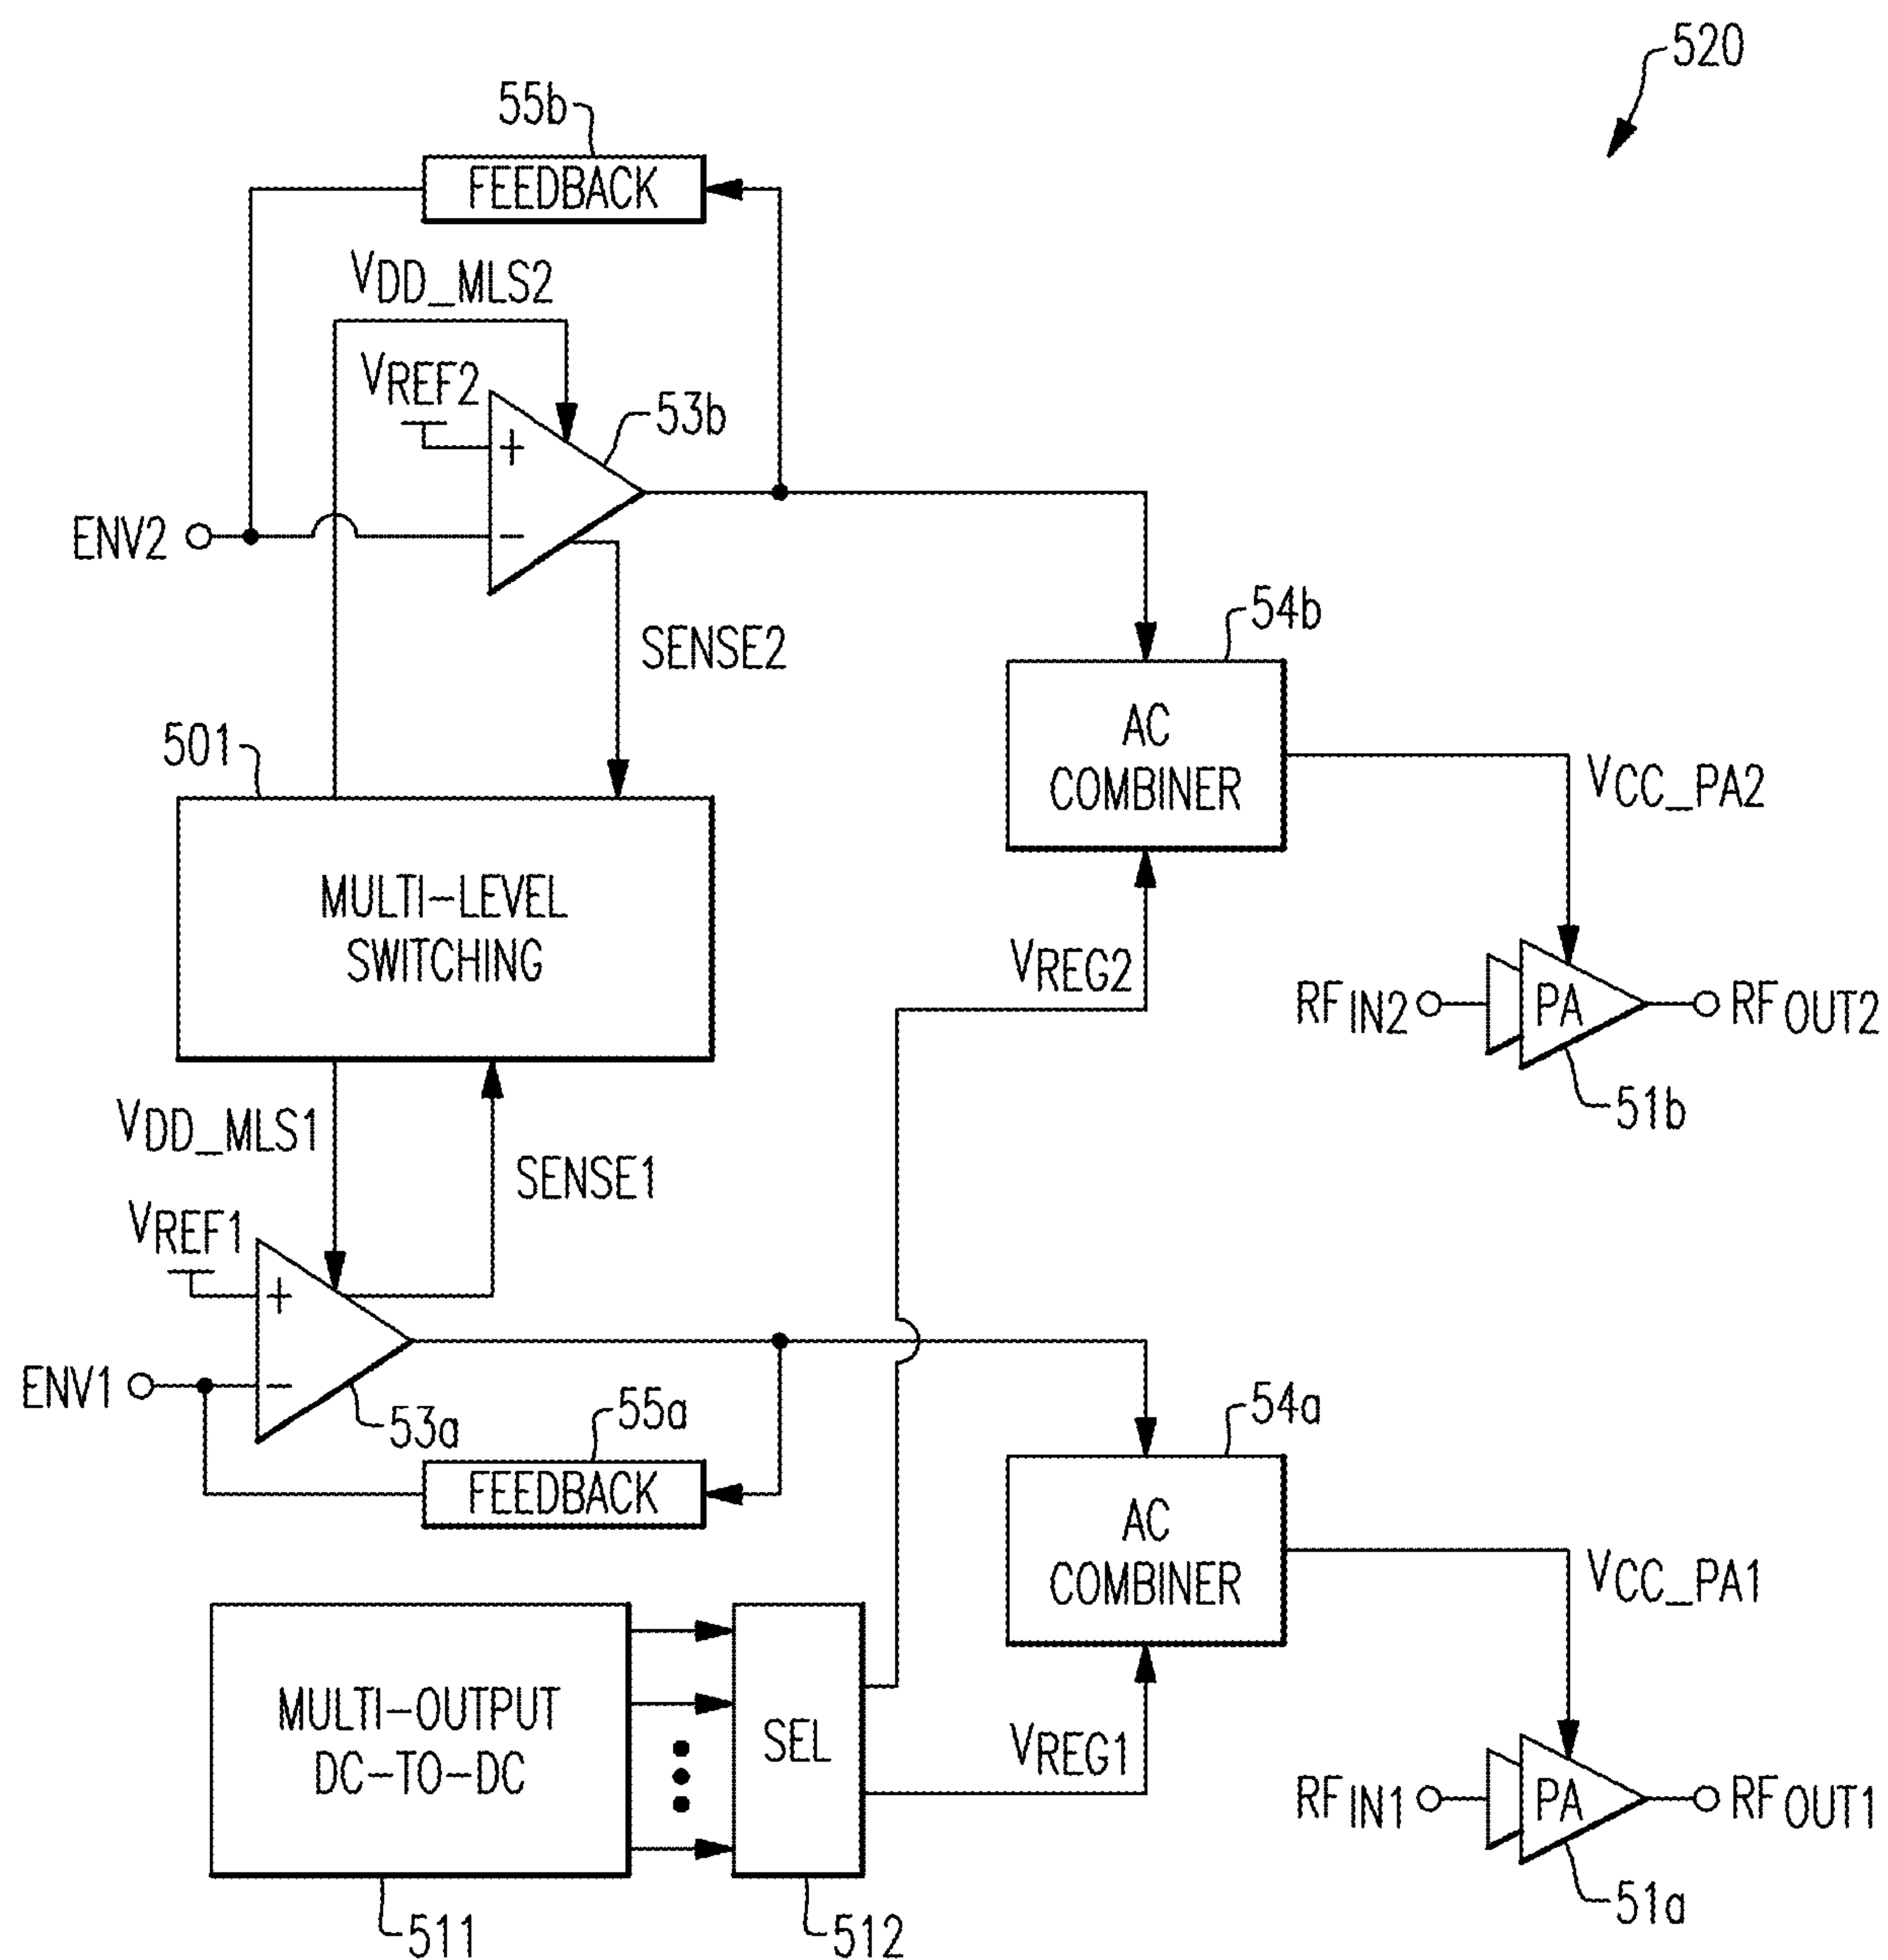 520
55b
FEEDBACK
VDD_MLS2
VREF2
53b
+
−
ENV2
SENSE2
54b
AC
COMBINER
501
VCC_PA2
MULTI-LEVEL
SWITCHING
VREG2
RFIN2
PA
RFOUT2
51b
VDD_MLS1
SENSE1
VREF1
+
−
ENV1
53a
55a
FEEDBACK
54a
AC
COMBINER
VCC_PA1
MULTI-OUTPUT
DC-TO-DC
SEL
VREG1
RFIN1
PA
RFOUT1
51a
511
512